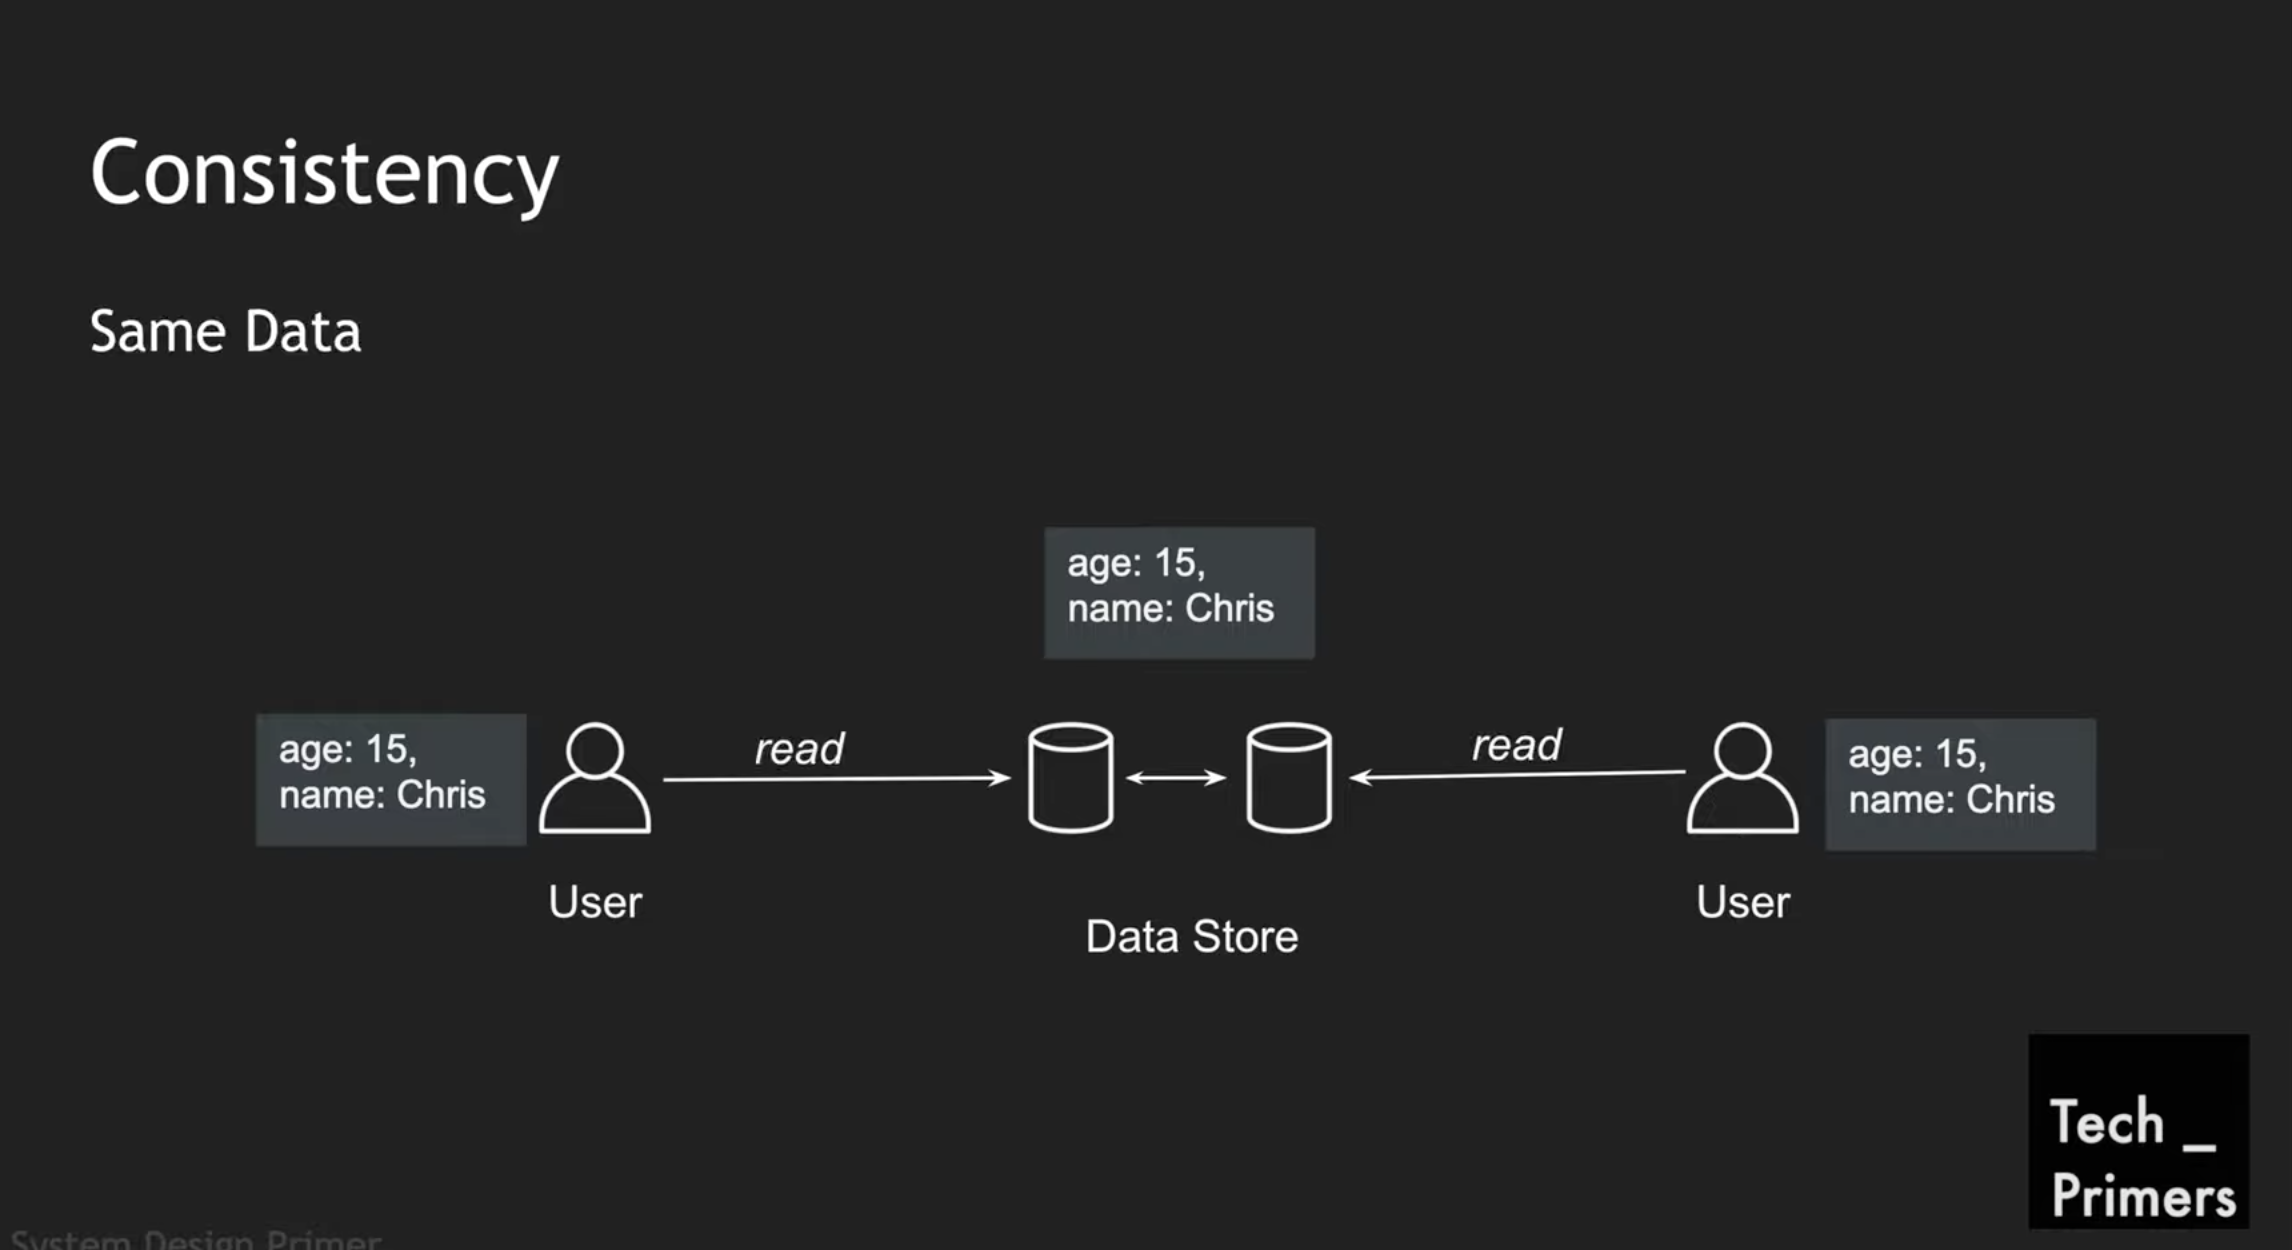 Consistency
Same Data
age: 15,
name: Chris
age: 15,
name: Chris
read
read
age: 15,
name: Chris
User
Data Store
User
Tech _
Primers
System Design Primer